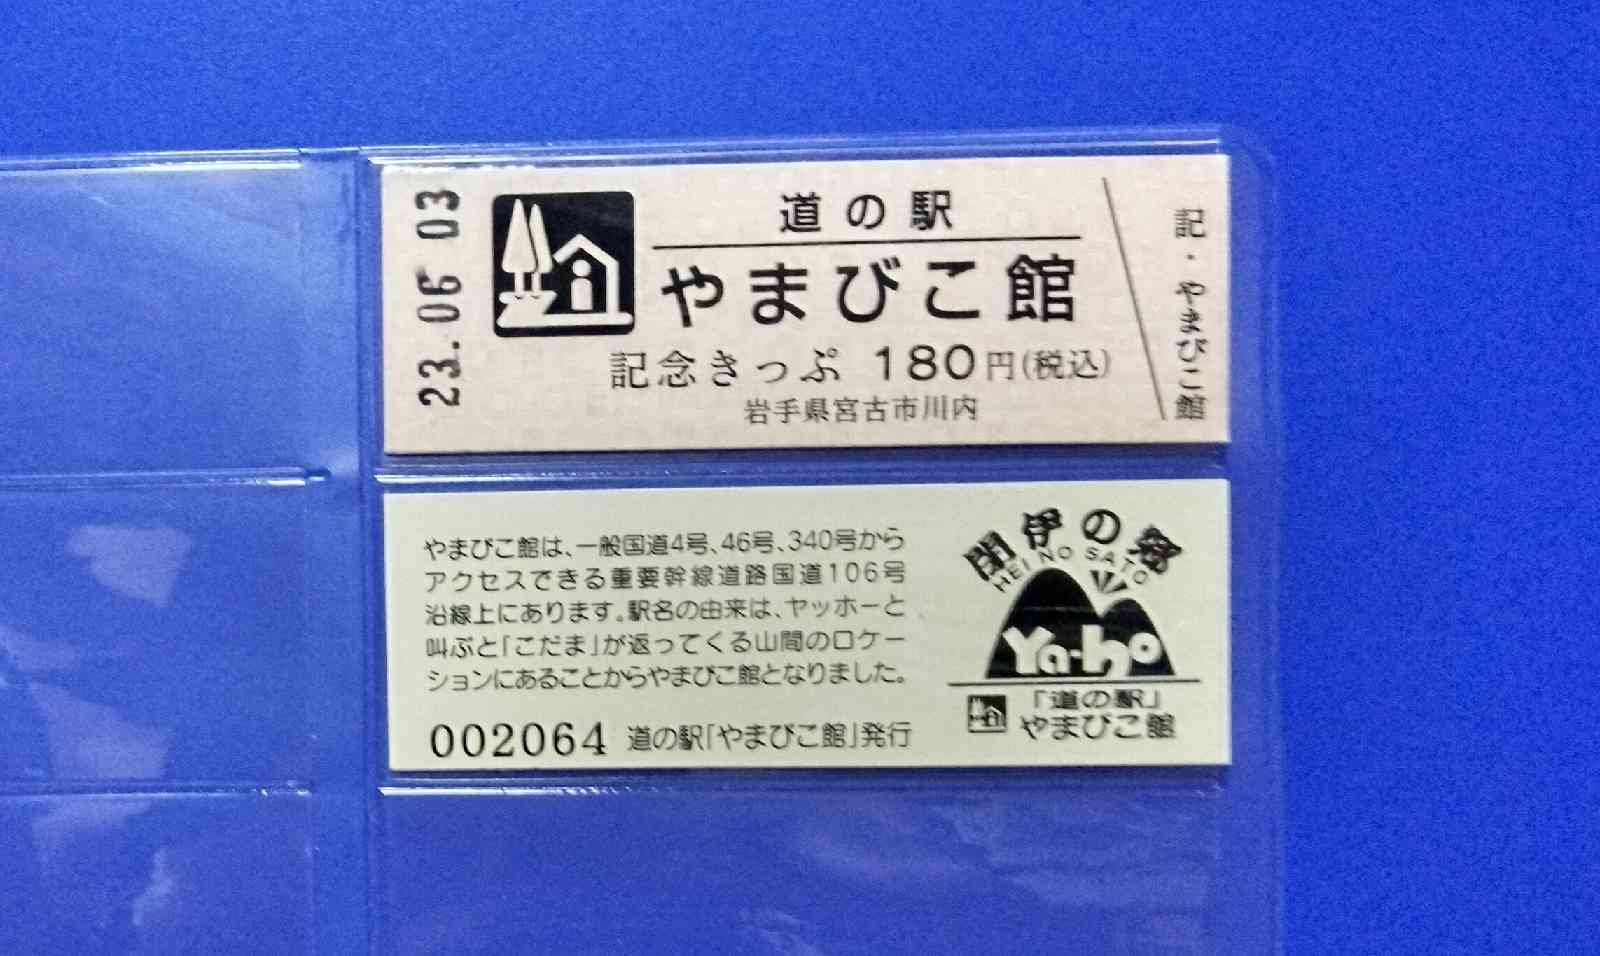 23.06 03
道の駅
やまびこ館
記念きっぷ 180円(税込)
岩手県宮古市川内
記・やまびこ館
やまびこ館は、一般国道4号、46号、340号から
アクセスできる重要幹線道路国道106号
沿線上にあります。駅名の由来は、ヤッホーと
叫ぶと「こだま」が返ってくる山間のロケー
ションにあることからやまびこ館となりました。
002064 道の駅「やまびこ館」発行
閉伊の郷
HEI NO SATO
Ya-ho
「道の駅」
やまびこ館